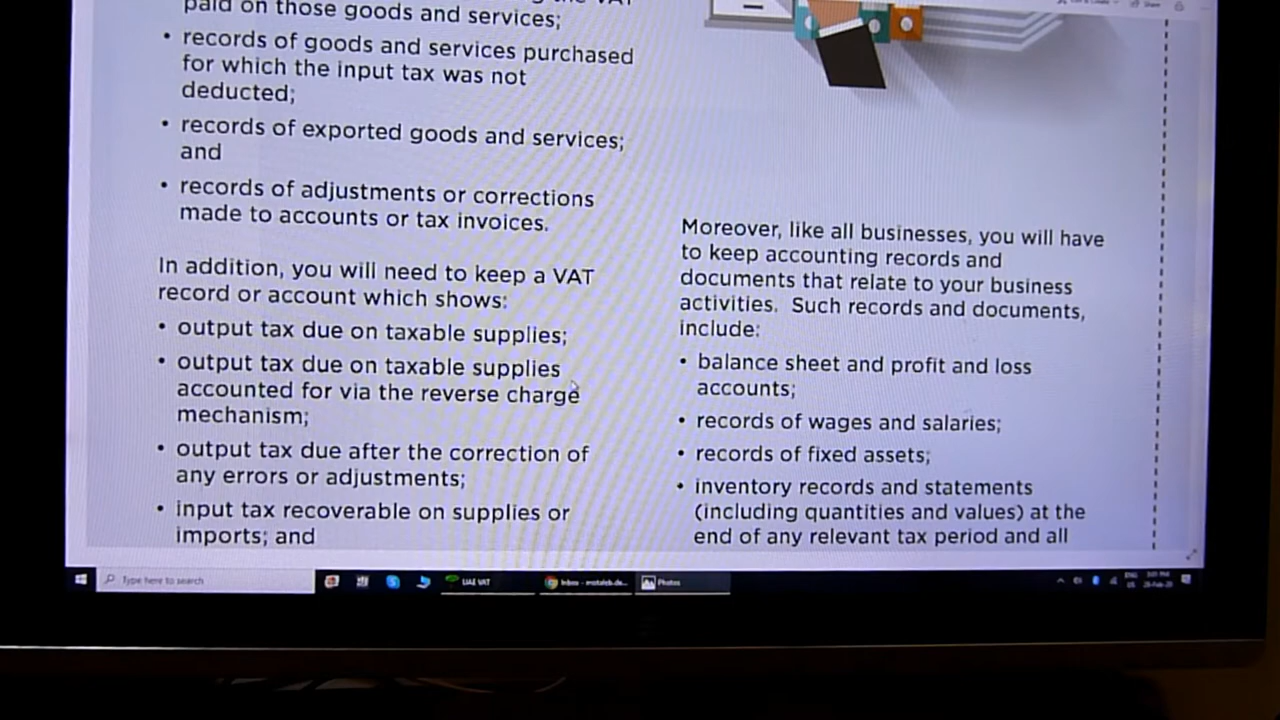 paid on those goods and services;
• records of goods and services purchased
for which the input tax was not
deducted;
• records of exported goods and services;
and
• records of adjustments or corrections
made to accounts or tax invoices.
In addition, you will need to keep a VAT
record or account which shows:
• output tax due on taxable supplies;
• output tax due on taxable supplies
accounted for via the reverse charge
mechanism;
• output tax due after the correction of
any errors or adjustments;
• input tax recoverable on supplies or
imports; and
Moreover, like all businesses, you will have
to keep accounting records and
documents that relate to your business
activities. Such records and documents,
include:
• balance sheet and profit and loss
accounts;
• records of wages and salaries;
• records of fixed assets;
• inventory records and statements
(including quantities and values) at the
end of any relevant tax period and all
Share
Type here to search
UAE VAT
Photos
ENG